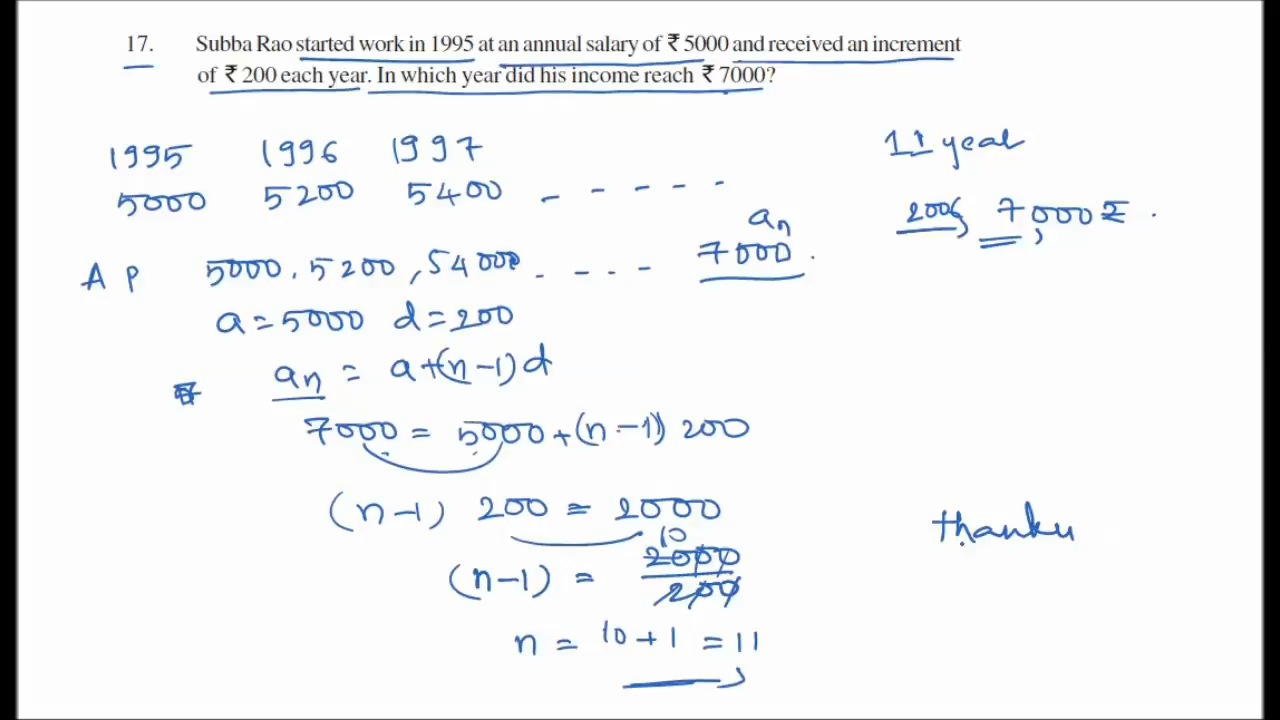 17. Subba Rao started work in 1995 at an annual salary of ₹ 5000 and received an increment
of ₹ 200 each year. In which year did his income reach ₹ 7000?
1995 1996 1997
5000 5200 5400 - - - - -
11 year
2006, 7000₹.
an
A P 5000, 5200, 54000 . - - - - 7000.
a = 5000 d = 200
an = a+(n-1)d
7000 = 5000+(n-1) 200
(n-1) 200 = 2000
10
(n-1) = 2000/200
n = 10+1 = 11
thanku